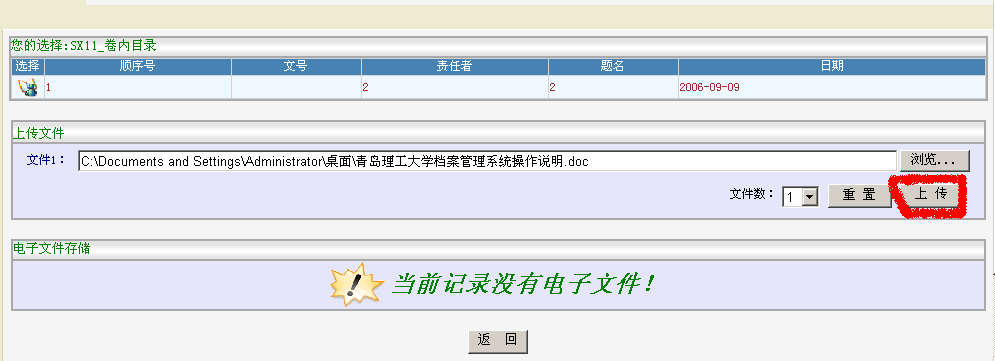 您的选择:SX11_卷内目录
选择 顺序号 文号 责任者 题名 日期
1 2 2 2006-09-09
上传文件
文件1： C:\Documents and Settings\Administrator\桌面\青岛理工大学档案管理系统操作说明.doc 浏览...
文件数： 1 重 置 上 传
电子文件存储
当前记录没有电子文件！
返 回